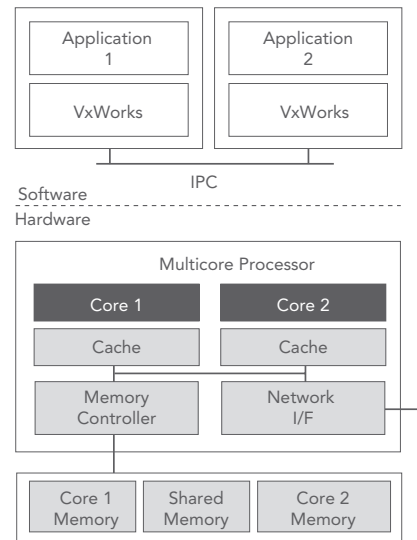 Application
1
Application
2
VxWorks
VxWorks
IPC
Software
Hardware
Multicore Processor
Core 1
Core 2
Cache
Cache
Memory
Controller
Network
I/F
Core 1
Memory
Shared
Memory
Core 2
Memory